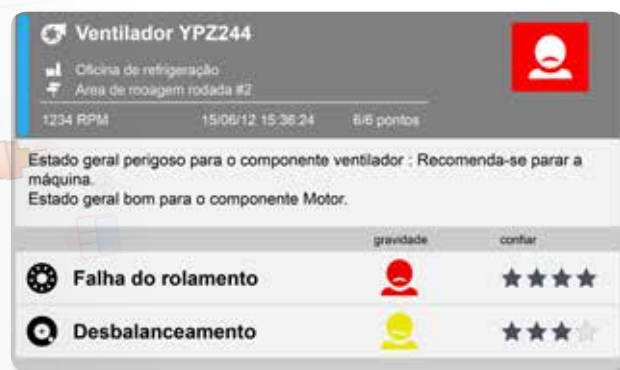 Ventilador YPZ244
Oficina de refrigeração
Area de moagem rodada #2
1234 RPM 15/06/12 15:36:24 6/6 pontos
Estado geral perigoso para o componente ventilador : Recomenda-se parar a
máquina.
Estado geral bom para o componente Motor.
gravidade confiar
Falha do rolamento
Desbalanceamento